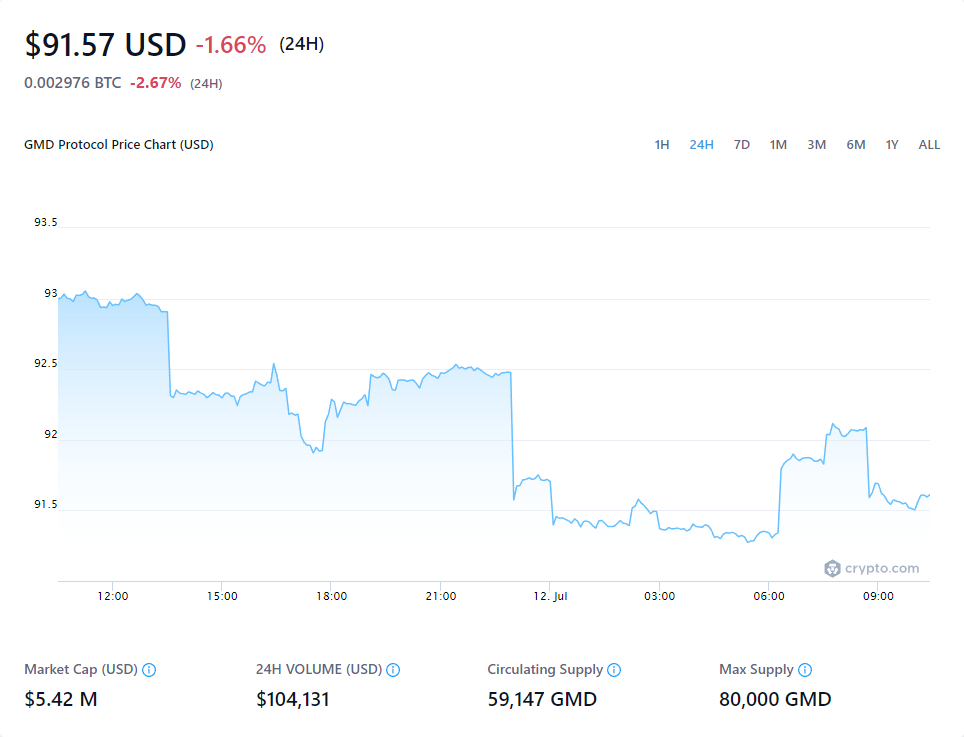 $91.57 USD -1.66% (24H)
0.002976 BTC -2.67% (24H)
GMD Protocol Price Chart (USD) 1H 24H 7D 1M 3M 6M 1Y ALL
93.5
93
92.5
92
91.5
crypto.com
12:00 15:00 18:00 21:00 12. Jul 03:00 06:00 09:00
Market Cap (USD) 24H VOLUME (USD) Circulating Supply Max Supply
$5.42 M $104,131 59,147 GMD 80,000 GMD